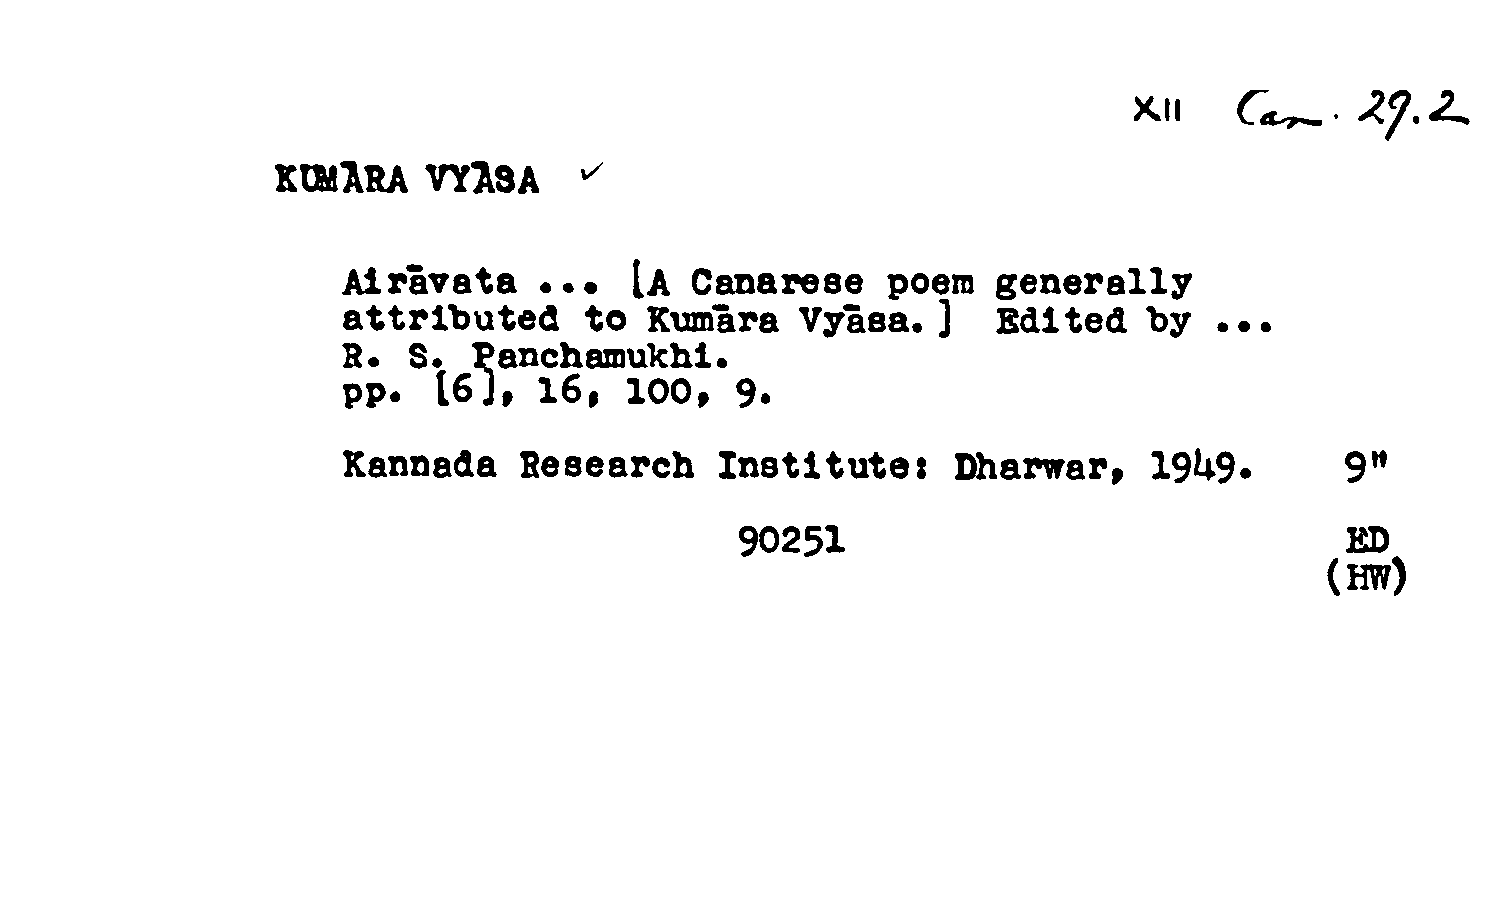 XII Can. 29.2
KUMĀRA VYĀSA ✓
Airāvata ... [A Canarese poem generally
attributed to Kumāra Vyāsa.] Edited by ...
R. S. Panchamukhi.
pp. [6], 16, 100, 9.
Kannada Research Institute: Dharwar, 1949. 9"
90251 ED
(HW)